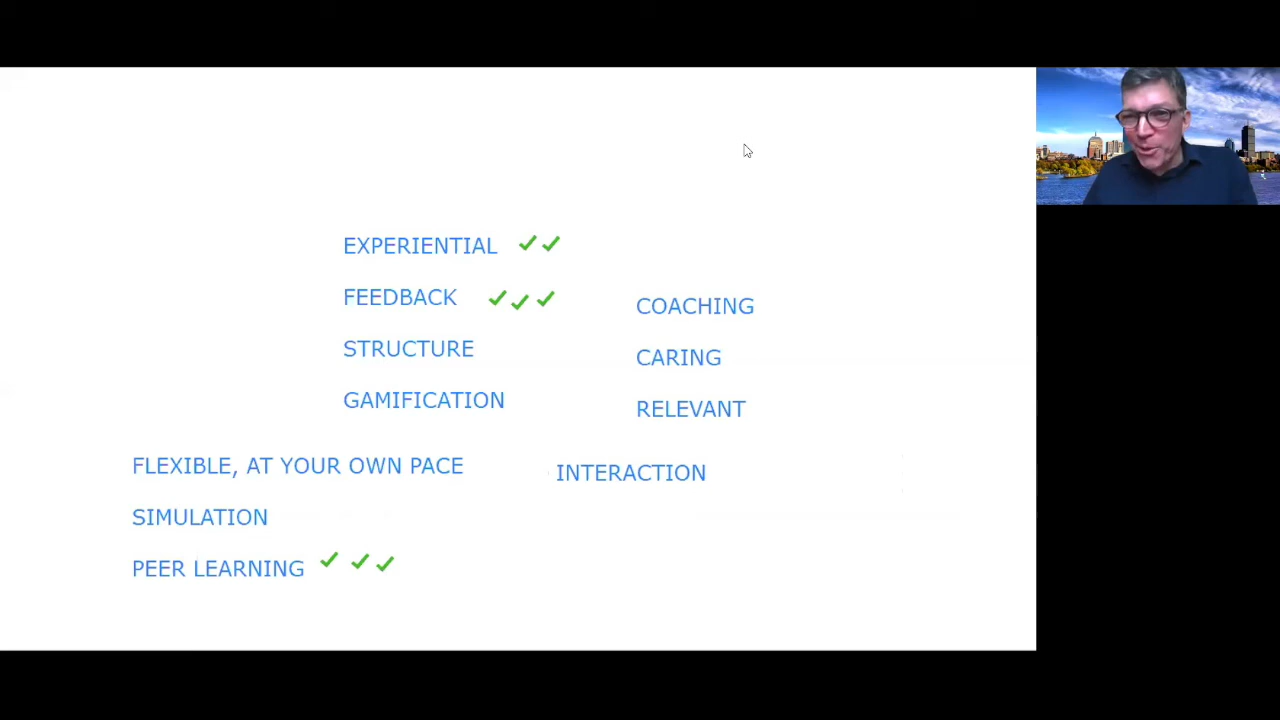 EXPERIENTIAL
FEEDBACK
STRUCTURE
GAMIFICATION
COACHING
CARING
RELEVANT
FLEXIBLE, AT YOUR OWN PACE
SIMULATION
PEER LEARNING
INTERACTION